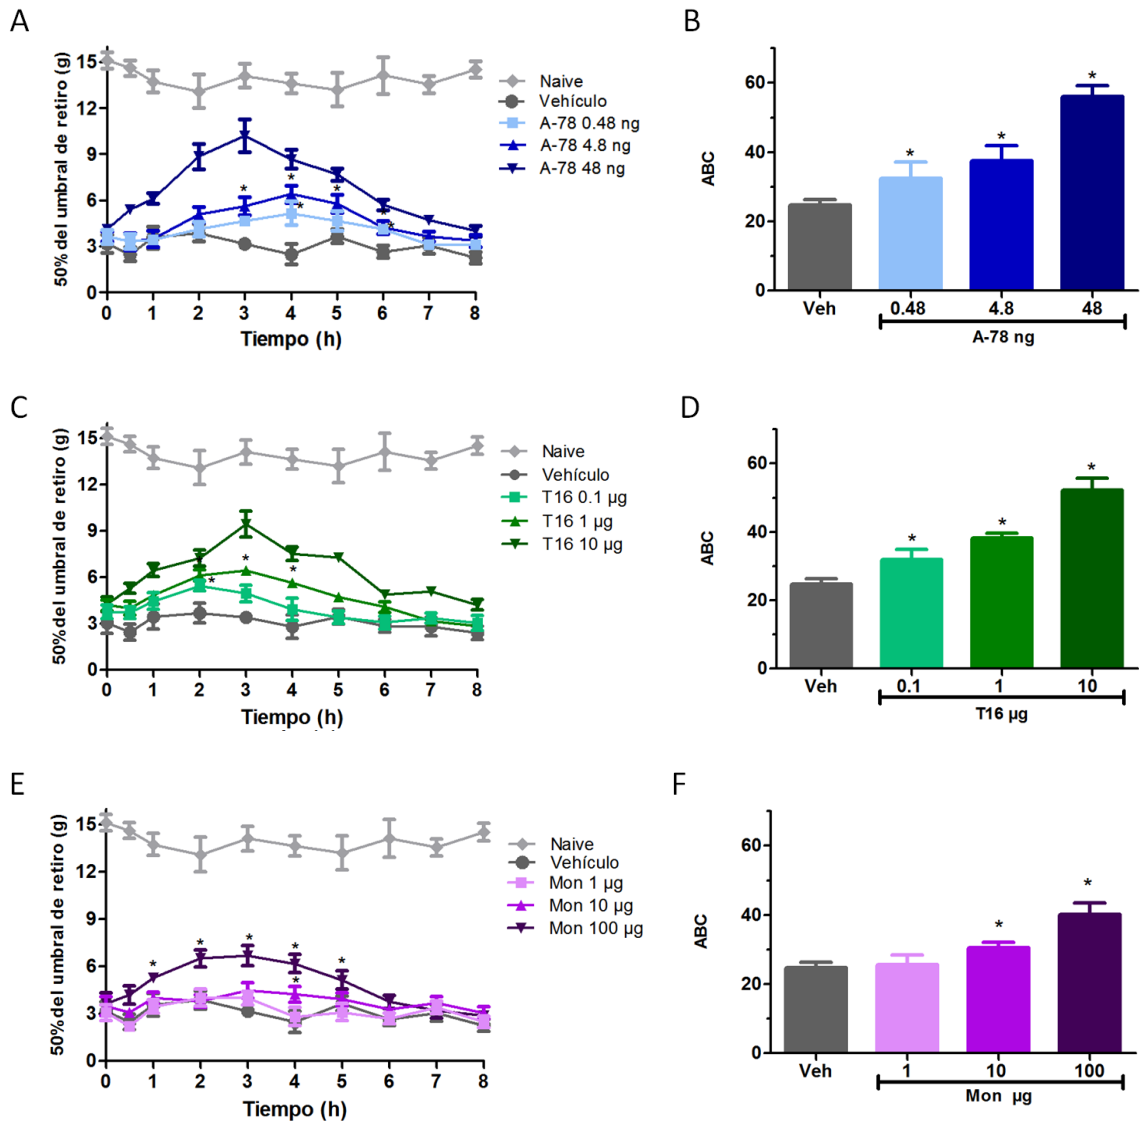 A
50%del umbral de retiro (g)
15
12
9
6
3
0
0 1 2 3 4 5 6 7 8
Tiempo (h)
* * * * * * *
Naive
Vehículo
A-78 0.48 ng
A-78 4.8 ng
A-78 48 ng
B
ABC
60
40
20
0
* * *
Veh 0.48 4.8 48
A-78 ng
C
50%del umbral de retiro (g)
15
12
9
6
3
0
0 1 2 3 4 5 6 7 8
Tiempo (h)
* * *
Naive
Vehículo
T16 0.1 µg
T16 1 µg
T16 10 µg
D
ABC
60
40
20
0
* * *
Veh 0.1 1 10
T16 µg
E
50%del umbral de retiro (g)
15
12
9
6
3
0
0 1 2 3 4 5 6 7 8
Tiempo (h)
* * * * * *
Naive
Vehículo
Mon 1 µg
Mon 10 µg
Mon 100 µg
F
ABC
60
40
20
0
* *
Veh 1 10 100
Mon µg